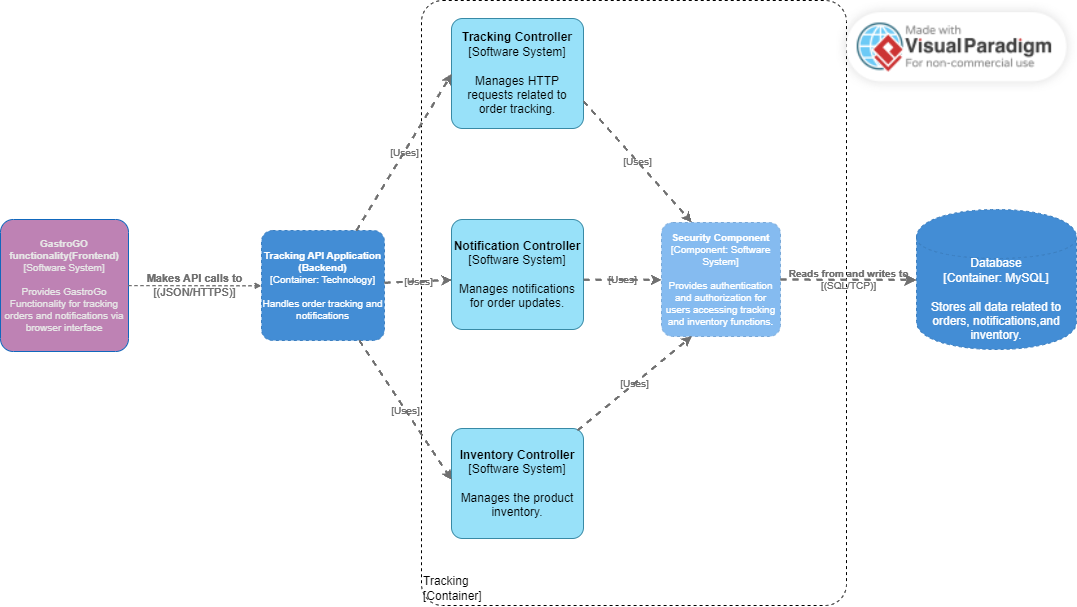 Made with
Visual Paradigm
For non-commercial use
Tracking Controller
[Software System]
Manages HTTP
requests related to
order tracking.
[Uses]
[Uses]
GastroGO
functionality(Frontend)
[Software System]
Provides GastroGo
Functionality for tracking
orders and notifications via
browser interface
Makes API calls to
[(JSON/HTTPS)]
Tracking API Application
(Backend)
[Container: Technology]
Handles order tracking and
notifications
[Uses]
Notification Controller
[Software System]
Manages notifications
for order updates.
[Uses]
Security Component
[Component: Software
System]
Provides authentication
and authorization for
users accessing tracking
and inventory functions.
Reads from and writes to
[(SQL/TCP)]
Database
[Container: MySQL]
Stores all data related to
orders, notifications,and
inventory.
[Uses]
[Uses]
Inventory Controller
[Software System]
Manages the product
inventory.
Tracking
[Container]